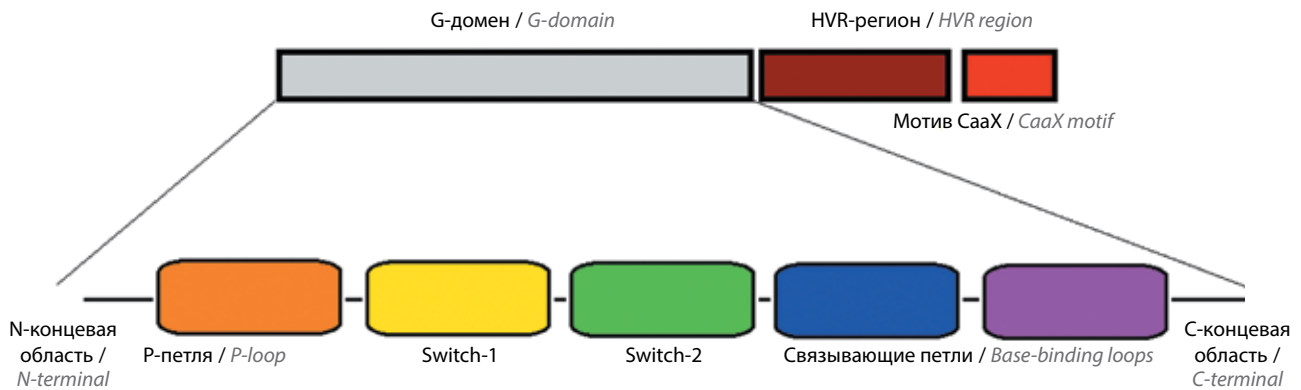 G-домен / G-domain
HVR-регион / HVR region
Мотив CaaX / CaaX motif
N-концевая
область /
N-terminal
P-петля / P-loop
Switch-1
Switch-2
Связывающие петли / Base-binding loops
C-концевая
область /
C-terminal